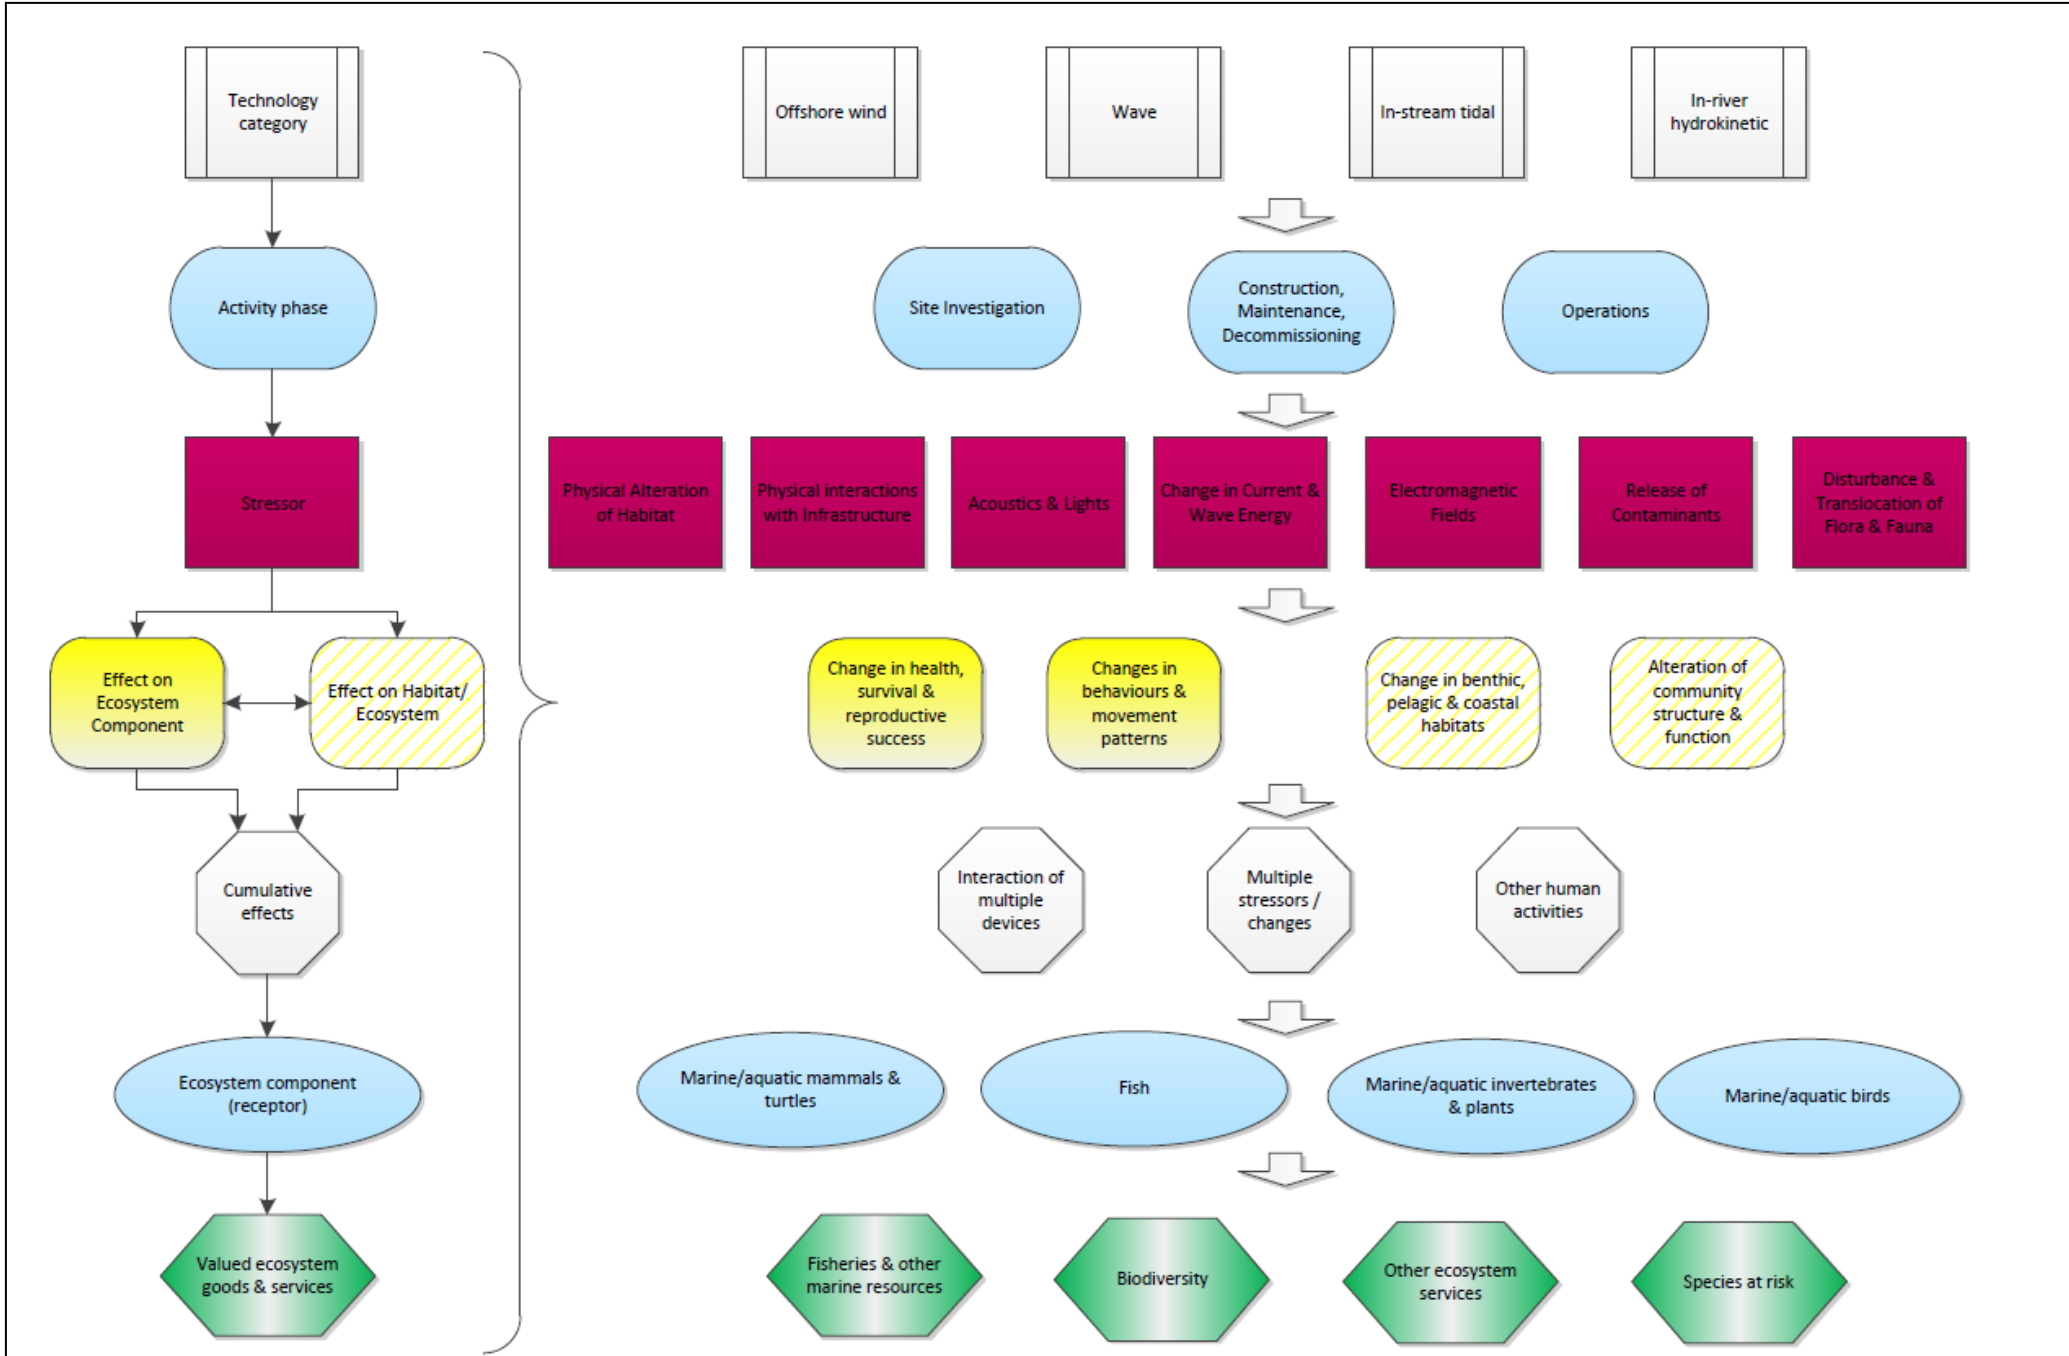 Technology
category
Offshore wind
Wave
In-stream tidal
In-river
hydrokinetic
Activity phase
Site Investigation
Construction,
Maintenance,
Decommissioning
Operations
Stressor
Physical Alteration
of Habitat
Physical interactions
with Infrastructure
Acoustics & Lights
Change in Current &
Wave Energy
Electromagnetic
Fields
Release of
Contaminants
Disturbance &
Translocation of
Flora & Fauna
Effect on
Ecosystem
Component
Effect on Habitat/
Ecosystem
Change in health,
survival &
reproductive
success
Changes in
behaviours &
movement
patterns
Change in benthic,
pelagic & coastal
habitats
Alteration of
community
structure &
function
Cumulative
effects
Interaction of
multiple
devices
Multiple
stressors /
changes
Other human
activities
Ecosystem component
(receptor)
Marine/aquatic mammals &
turtles
Fish
Marine/aquatic invertebrates
& plants
Marine/aquatic birds
Valued ecosystem
goods & services
Fisheries & other
marine resources
Biodiversity
Other ecosystem
services
Species at risk